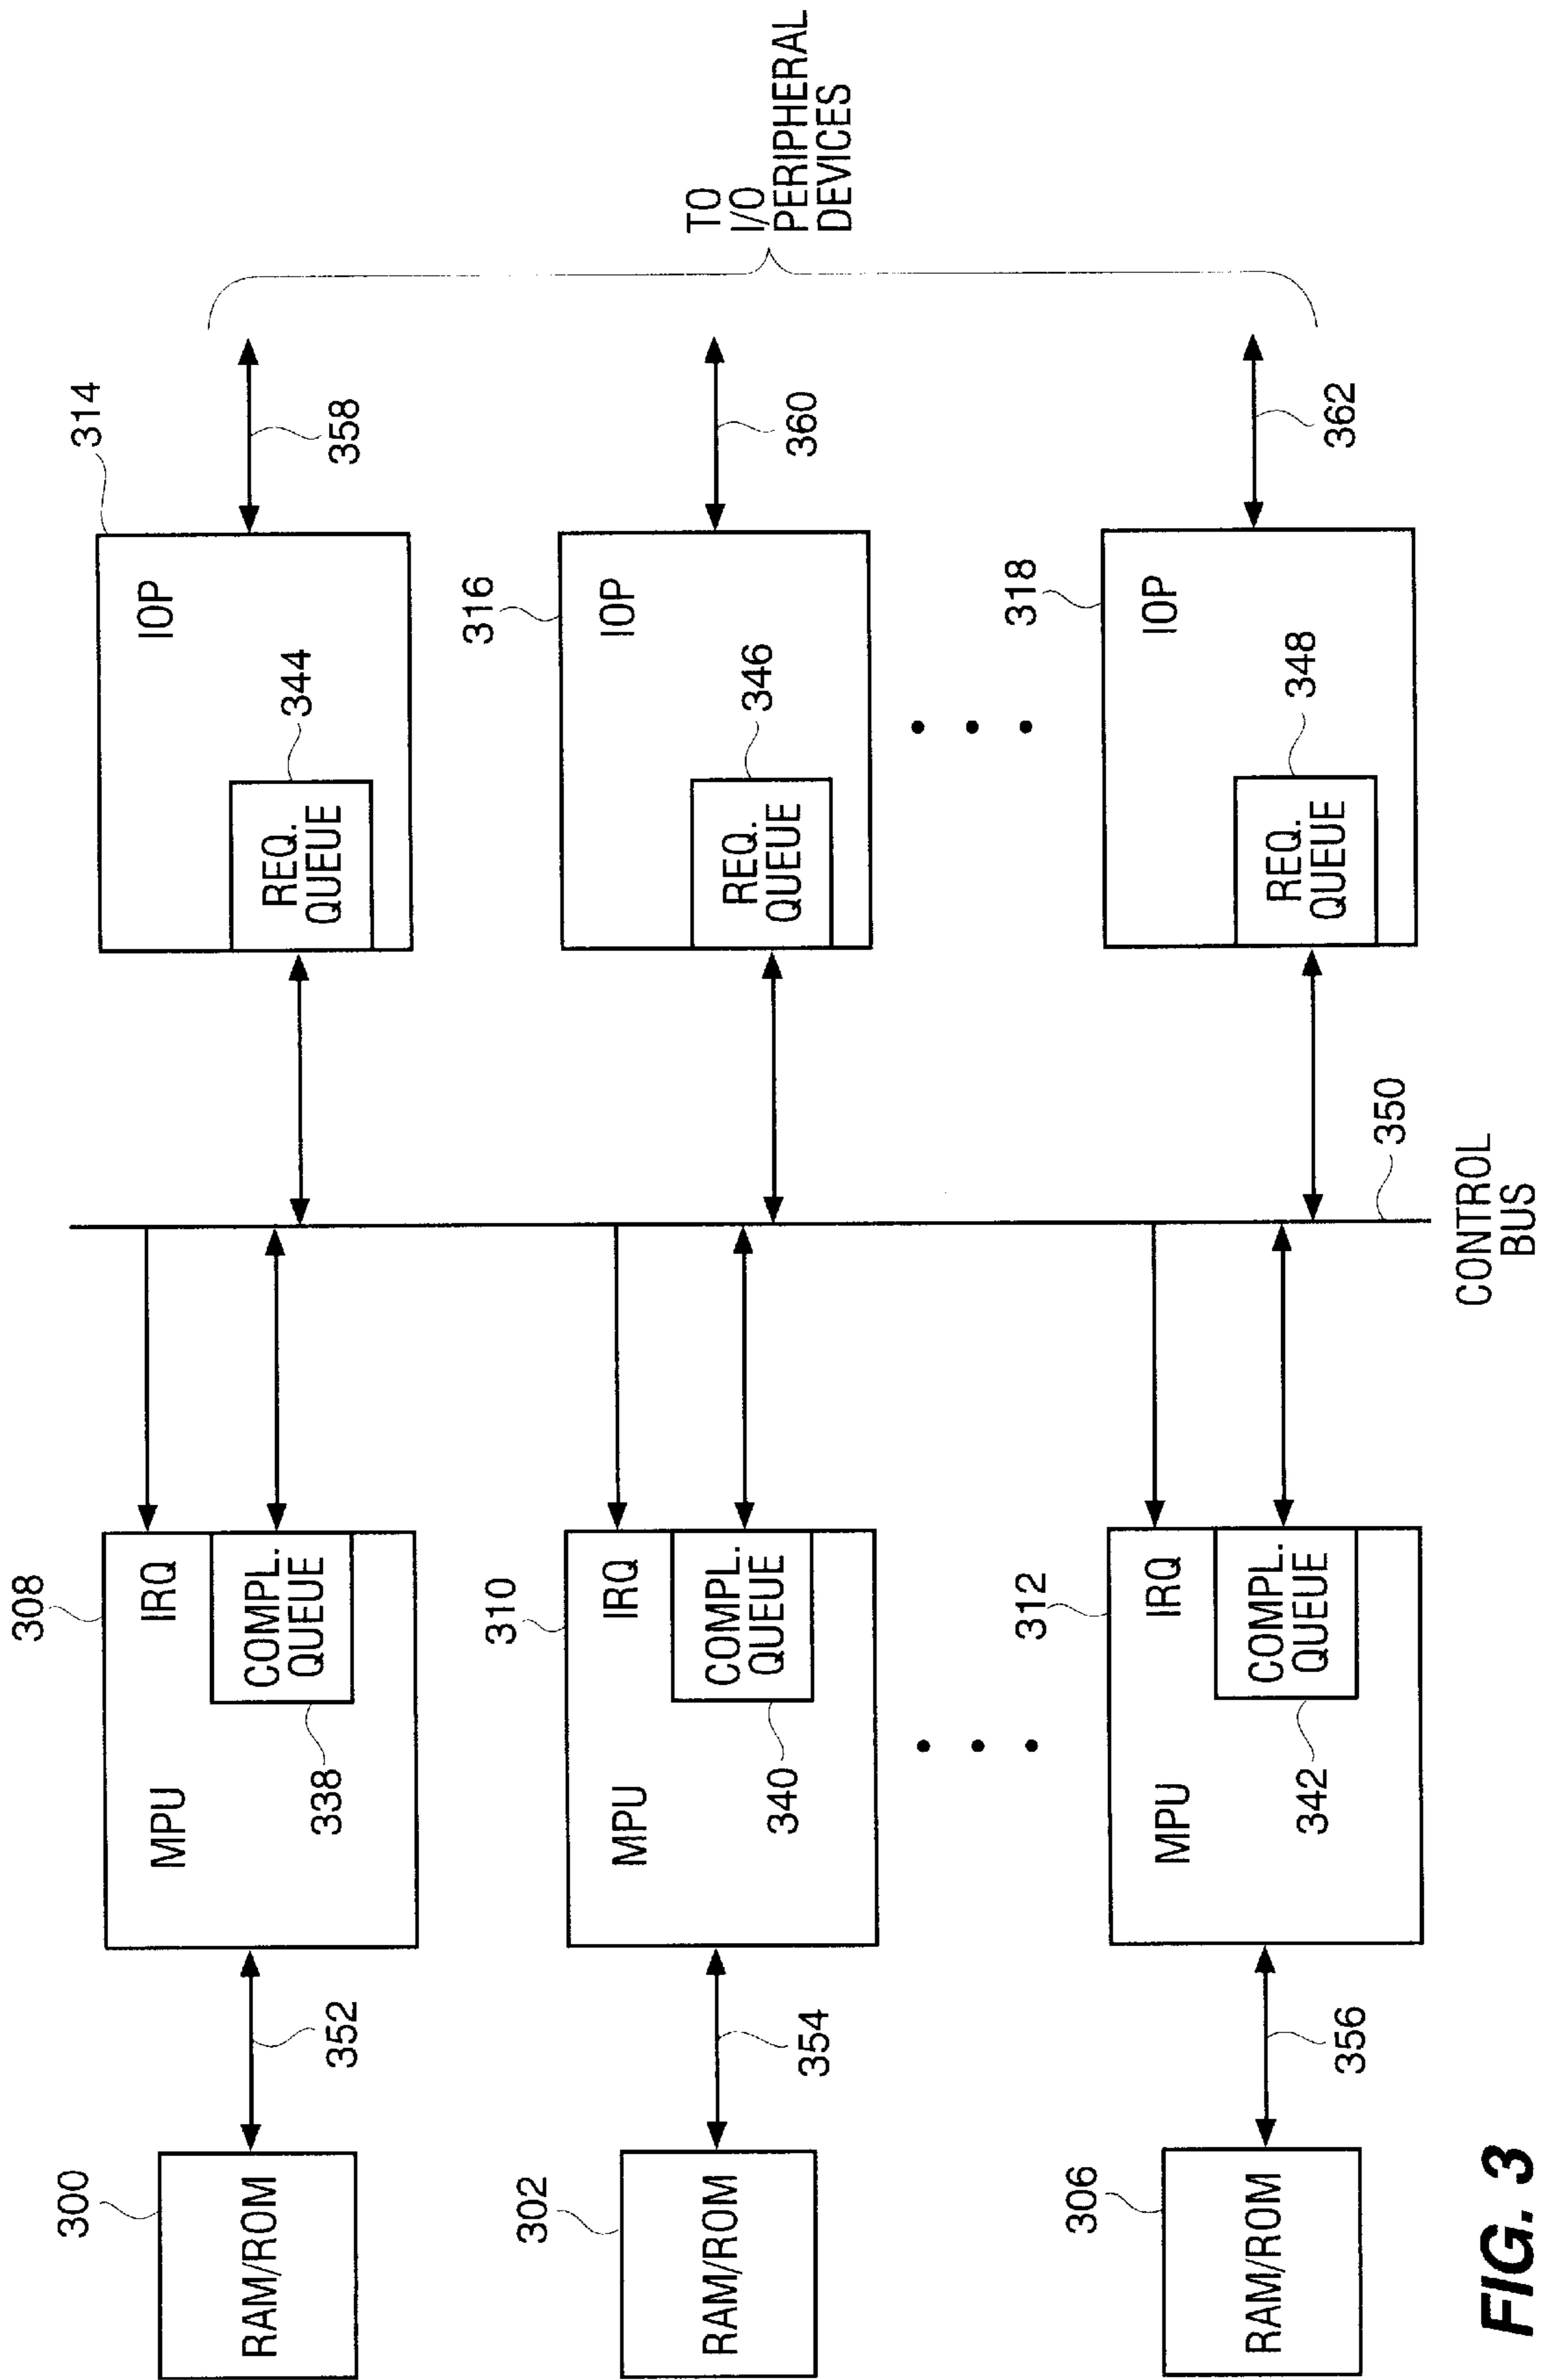 314
358
IOP
344
REQ.
QUEUE
308
IRQ
COMPL.
QUEUE
338
MPU
352
300
RAM/ROM
TO
I/O
PERIPHERAL
DEVICES
316
360
IOP
346
REQ.
QUEUE
310
IRQ
COMPL.
QUEUE
340
MPU
354
302
RAM/ROM
318
362
IOP
348
REQ.
QUEUE
350
CONTROL
BUS
312
IRQ
COMPL.
QUEUE
342
MPU
356
306
RAM/ROM
FIG. 3